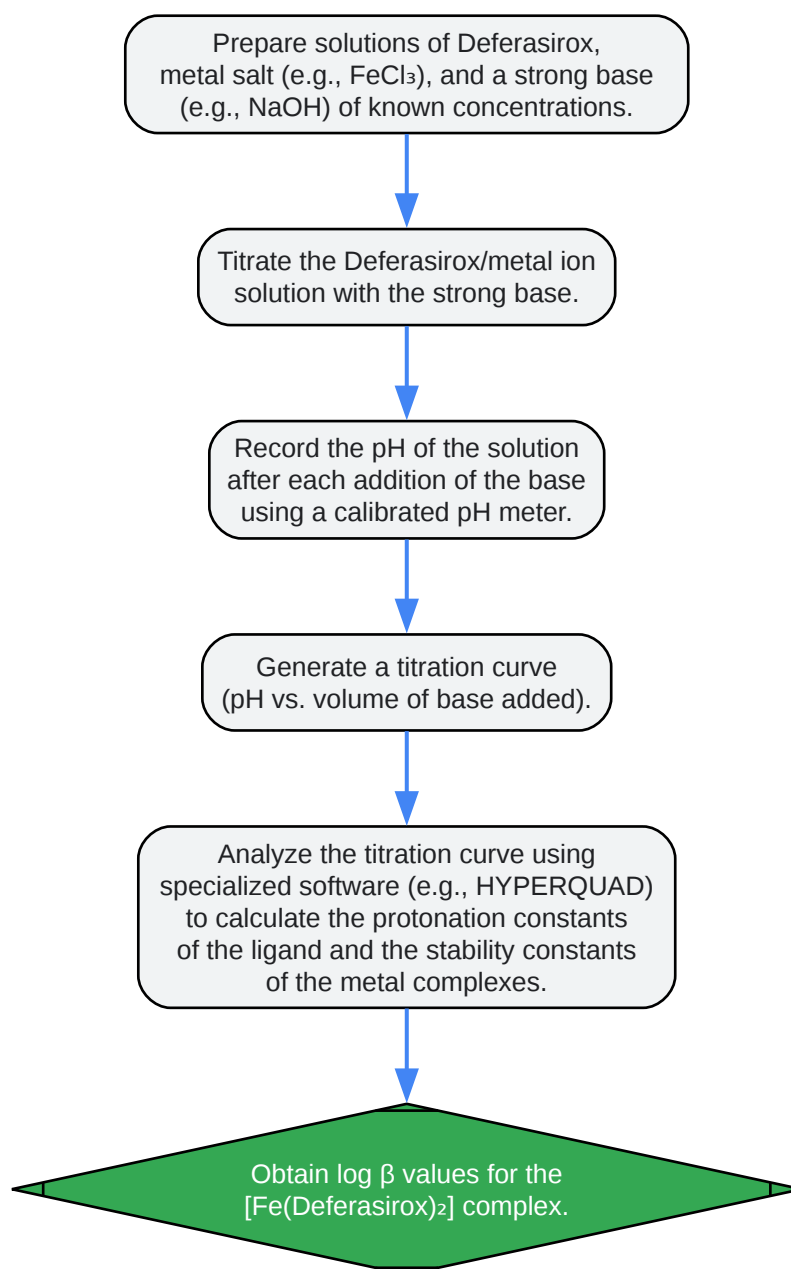 Prepare solutions of Deferasirox,
metal salt (e.g., FeCl₃), and a strong base
(e.g., NaOH) of known concentrations.
Titrate the Deferasirox/metal ion
solution with the strong base.
Record the pH of the solution
after each addition of the base
using a calibrated pH meter.
Generate a titration curve
(pH vs. volume of base added).
Analyze the titration curve using
specialized software (e.g., HYPERQUAD)
to calculate the protonation constants
of the ligand and the stability constants
of the metal complexes.
Obtain log β values for the
[Fe(Deferasirox)₂] complex.